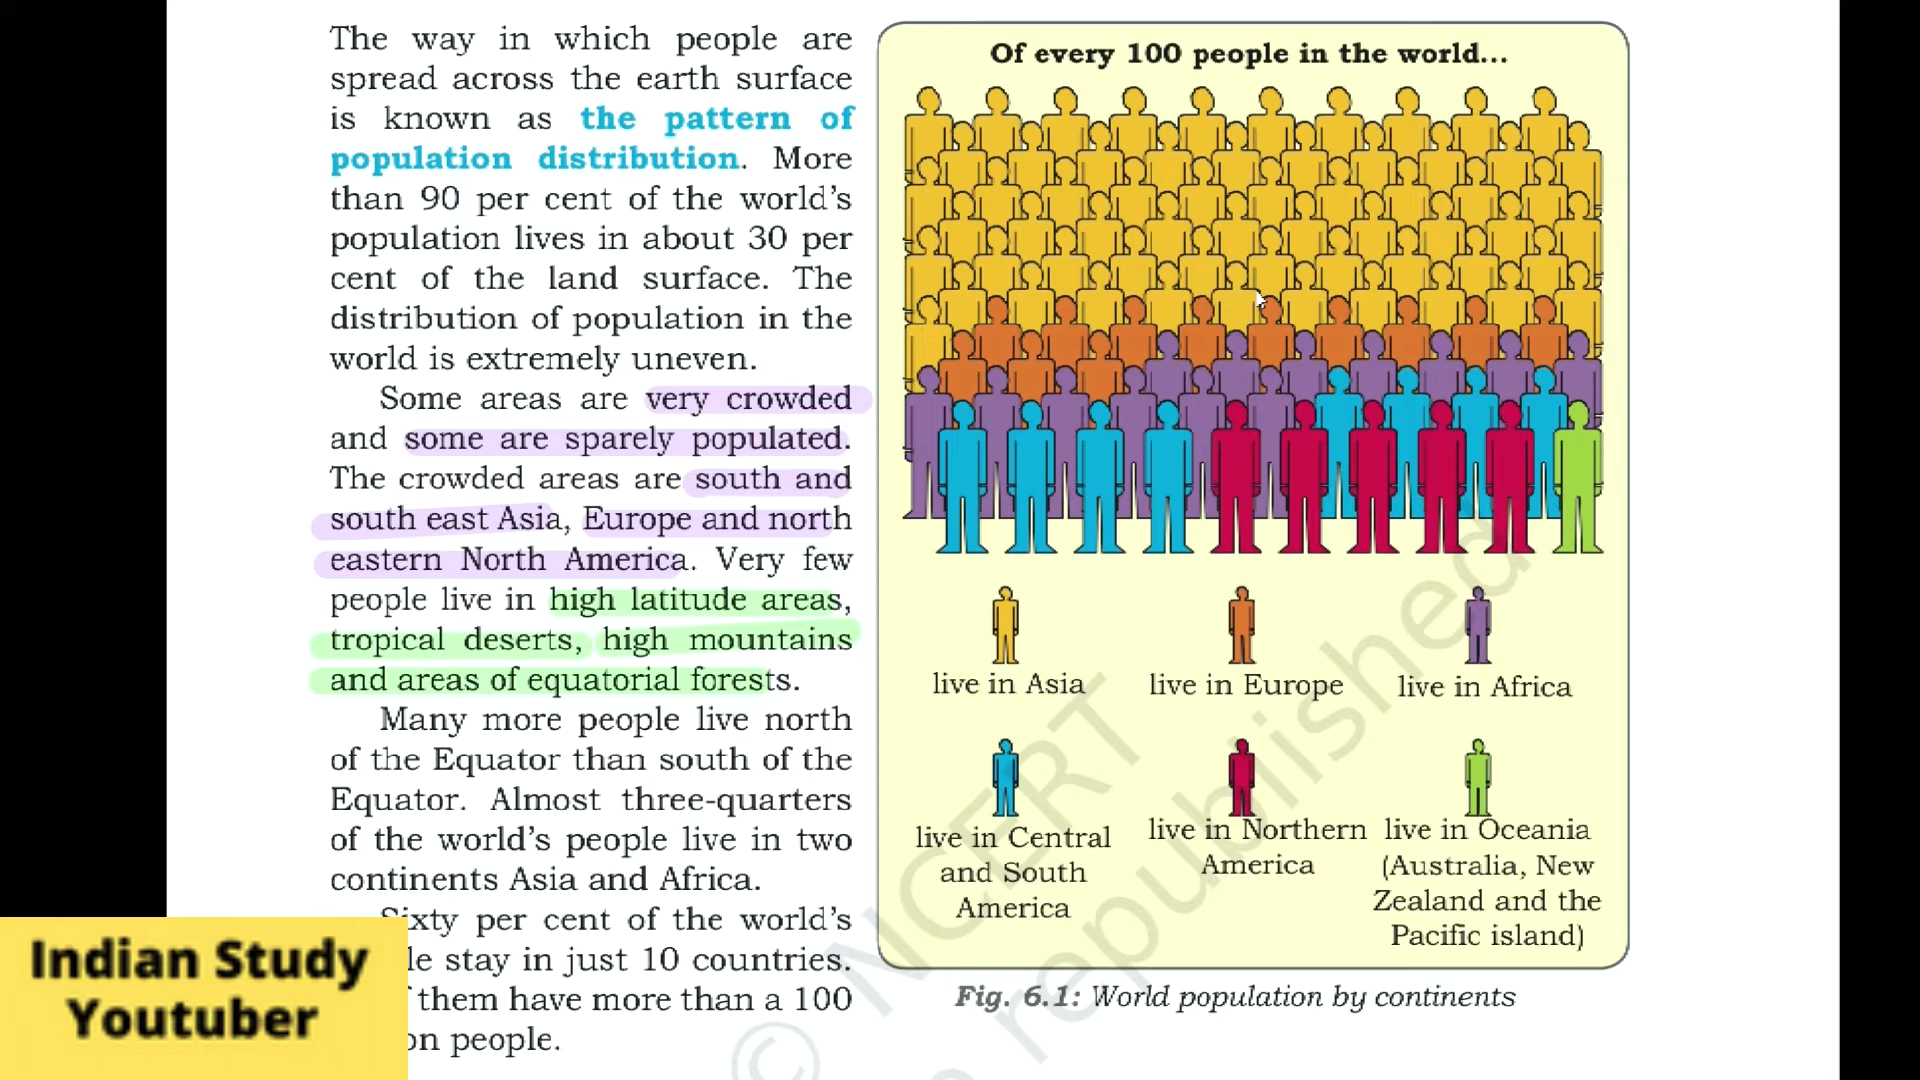 The way in which people are
spread across the earth surface
is known as the pattern of
population distribution. More
than 90 per cent of the world's
population lives in about 30 per
cent of the land surface. The
distribution of population in the
world is extremely uneven.
Some areas are very crowded
and some are sparely populated.
The crowded areas are south and
south east Asia, Europe and north
eastern North America. Very few
people live in high latitude areas,
tropical deserts, high mountains
and areas of equatorial forests.
Many more people live north
of the Equator than south of the
Equator. Almost three-quarters
of the world's people live in two
continents Asia and Africa.
Sixty per cent of the world's
le stay in just 10 countries.
them have more than a 100
on people.
Of every 100 people in the world...
live in Asia
live in Europe
live in Africa
live in Central
and South
America
live in Northern
America
live in Oceania
(Australia, New
Zealand and the
Pacific island)
Fig. 6.1: World population by continents
© NCERT
republished
Indian Study
Youtuber